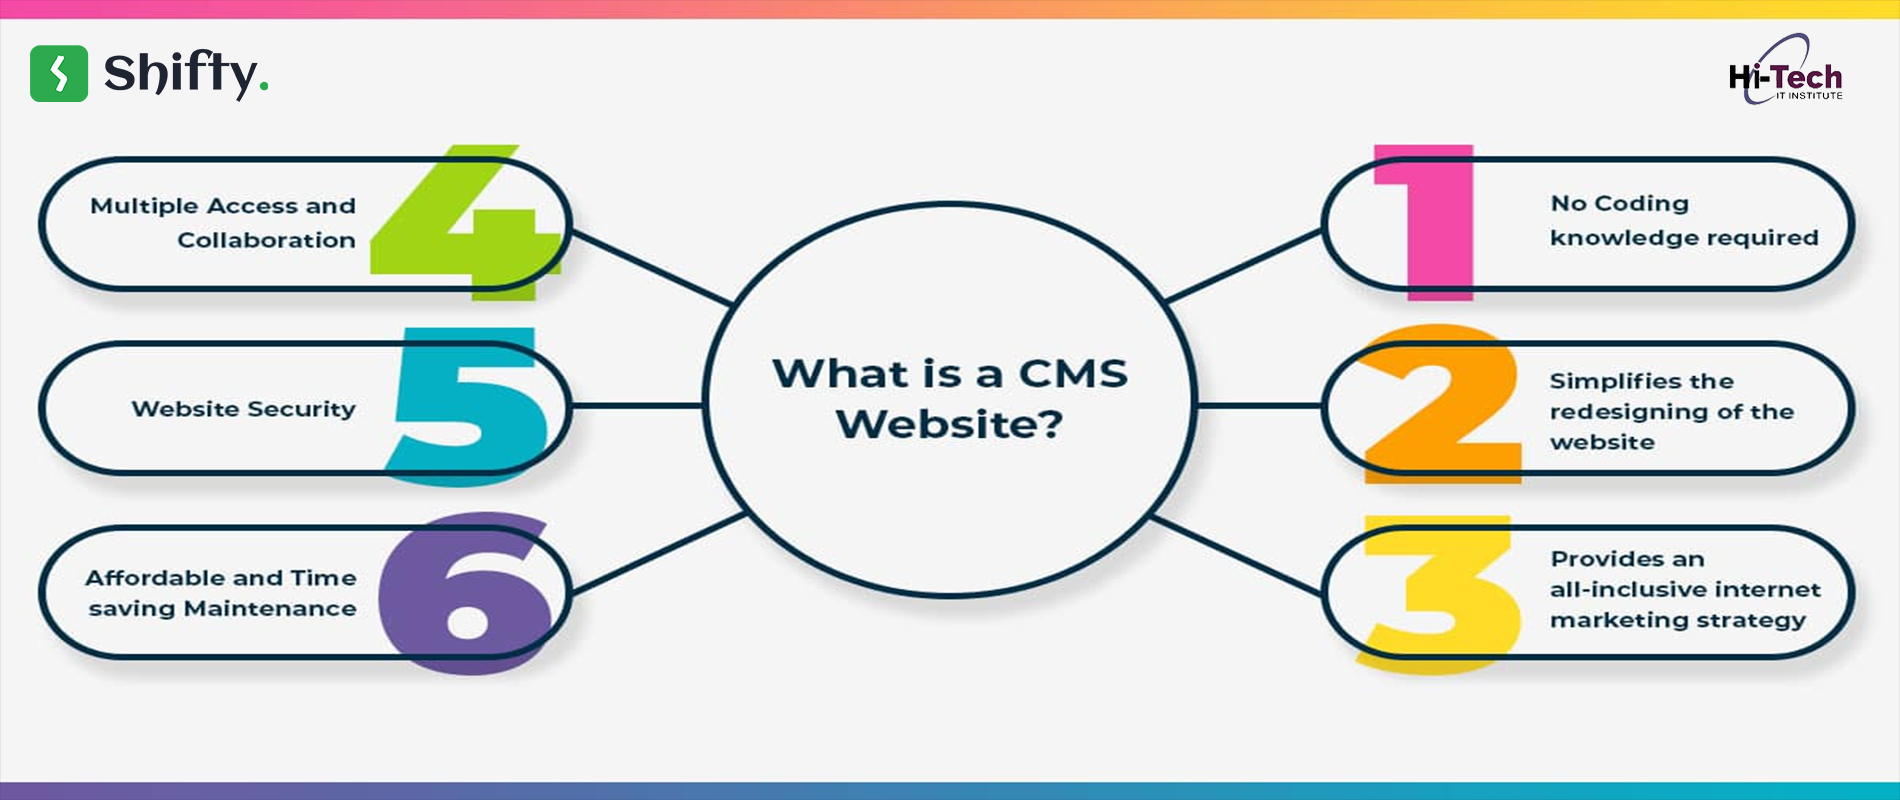 Shifty.
Hi-Tech
IT INSTITUTE
What is a CMS
Website?
1
No Coding
knowledge required
2
Simplifies the
redesigning of the
website
3
Provides an
all-inclusive internet
marketing strategy
4
Multiple Access and
Collaboration
5
Website Security
6
Affordable and Time
saving Maintenance